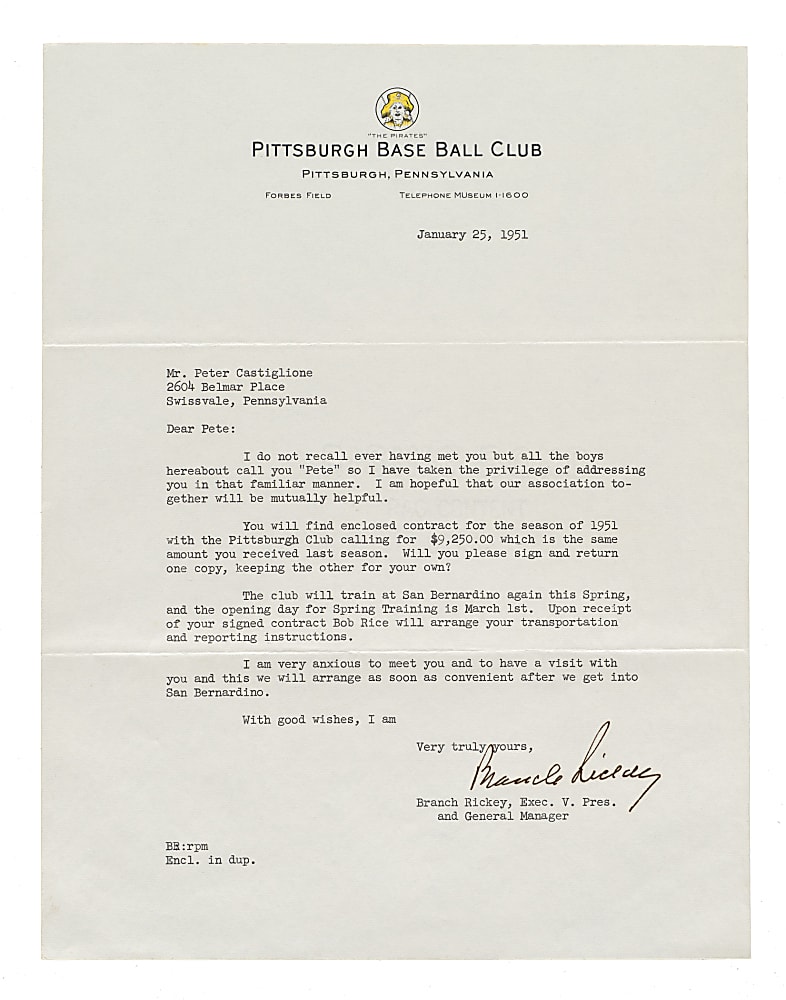 "THE PIRATES"
PITTSBURGH BASE BALL CLUB
PITTSBURGH, PENNSYLVANIA
FORBES FIELD TELEPHONE MUSEUM 1-1600
January 25, 1951
Mr. Peter Castiglione
2604 Belmar Place
Swissvale, Pennsylvania
Dear Pete:
I do not recall ever having met you but all the boys
hereabout call you "Pete" so I have taken the privilege of addressing
you in that familiar manner. I am hopeful that our association to-
gether will be mutually helpful.
You will find enclosed contract for the season of 1951
with the Pittsburgh Club calling for $9,250.00 which is the same
amount you received last season. Will you please sign and return
one copy, keeping the other for your own?
The club will train at San Bernardino again this Spring,
and the opening day for Spring Training is March 1st. Upon receipt
of your signed contract Bob Rice will arrange your transportation
and reporting instructions.
I am very anxious to meet you and to have a visit with
you and this we will arrange as soon as convenient after we get into
San Bernardino.
With good wishes, I am
Very truly yours,
Branch Rickey
Branch Rickey, Exec. V. Pres.
and General Manager
BR:rpm
Encl. in dup.